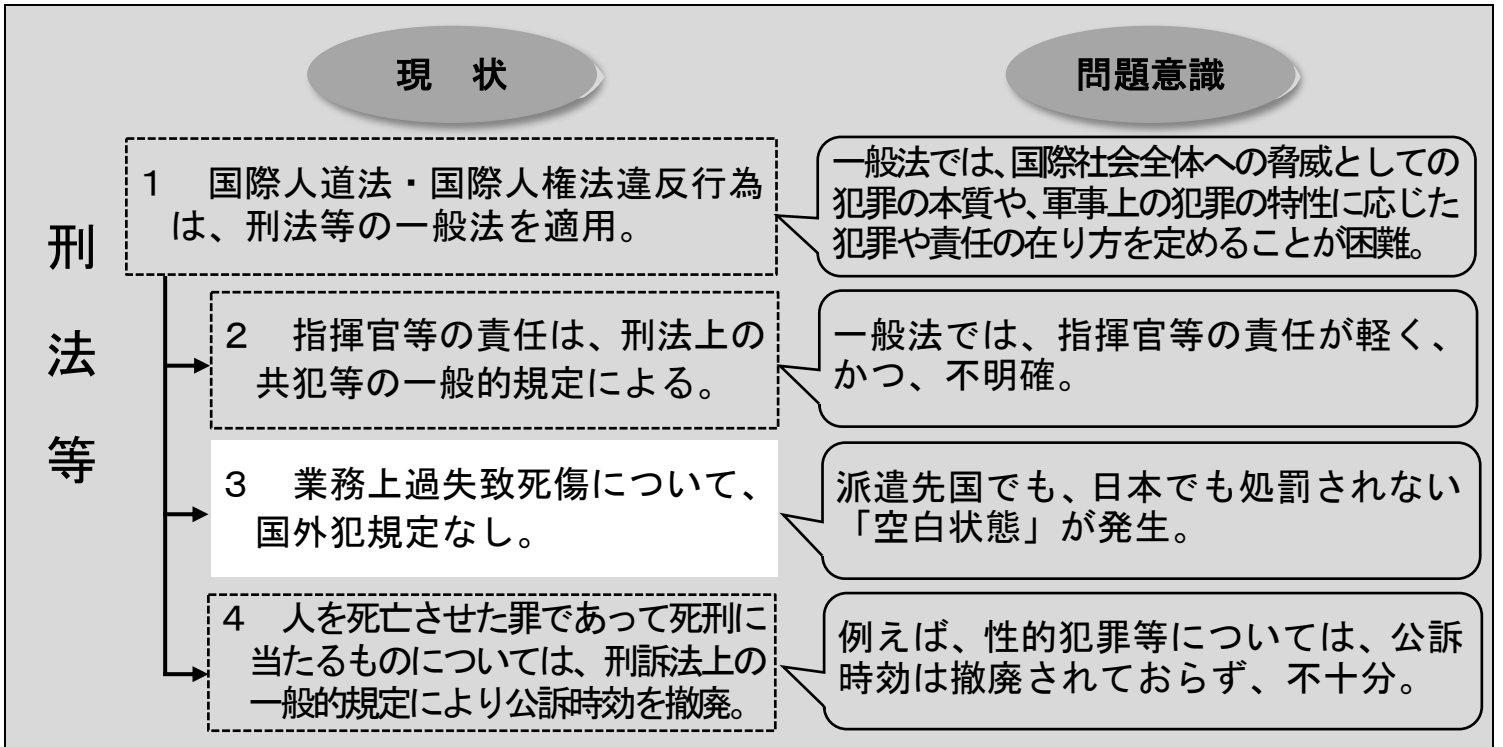 現　状
問題意識
刑法等
１　国際人道法・国際人権法違反行為
は、刑法等の一般法を適用。
一般法では、国際社会全体への脅威としての
犯罪の本質や、軍事上の犯罪の特性に応じた
犯罪や責任の在り方を定めることが困難。
２　指揮官等の責任は、刑法上の
共犯等の一般的規定による。
一般法では、指揮官等の責任が軽く、
かつ、不明確。
３　業務上過失致死傷について、
国外犯規定なし。
派遣先国でも、日本でも処罰されない
「空白状態」が発生。
４　人を死亡させた罪であって死刑に
当たるものについては、刑訴法上の
一般的規定により公訴時効を撤廃。
例えば、性的犯罪等については、公訴
時効は撤廃されておらず、不十分。